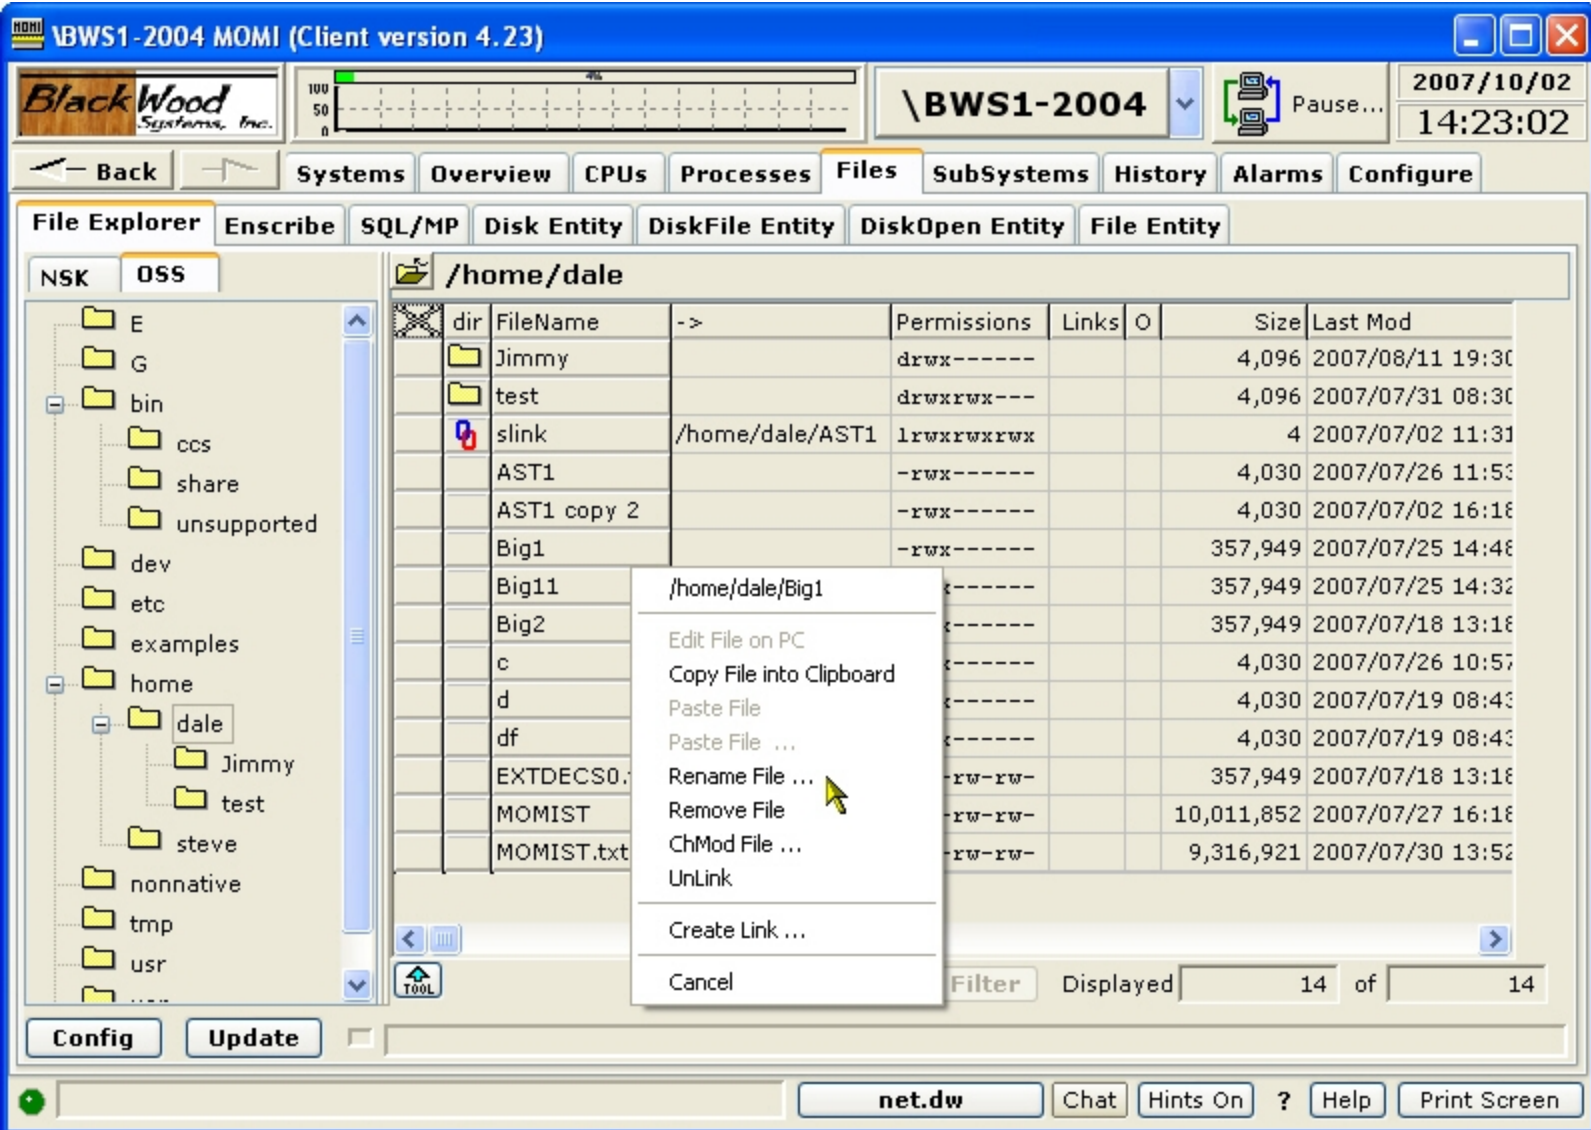 MOMI \BWS1-2004 MOMI (Client version 4.23)
BlackWood Systems, Inc.
4%
100
50
0
\BWS1-2004
Pause...
2007/10/02
14:23:02
Back Systems Overview CPUs Processes Files SubSystems History Alarms Configure
File Explorer Enscribe SQL/MP Disk Entity DiskFile Entity DiskOpen Entity File Entity
NSK OSS
/home/dale
E
G
bin
ccs
share
unsupported
dev
etc
examples
home
dale
Jimmy
test
steve
nonnative
tmp
usr
dir FileName -> Permissions Links O Size Last Mod
Jimmy drwx------ 4,096 2007/08/11 19:30
test drwxrwx--- 4,096 2007/07/31 08:30
slink /home/dale/AST1 lrwxrwxrwx 4 2007/07/02 11:31
AST1 -rwx------ 4,030 2007/07/26 11:53
AST1 copy 2 -rwx------ 4,030 2007/07/02 16:18
Big1 -rwx------ 357,949 2007/07/25 14:48
Big11 ------ 357,949 2007/07/25 14:32
Big2 ------ 357,949 2007/07/18 13:18
c ------ 4,030 2007/07/26 10:57
d ------ 4,030 2007/07/19 08:43
df ------ 4,030 2007/07/19 08:43
EXTDECS0. -rw-rw- 357,949 2007/07/18 13:18
MOMIST -rw-rw- 10,011,852 2007/07/27 16:18
MOMIST.txt -rw-rw- 9,316,921 2007/07/30 13:52
/home/dale/Big1
Edit File on PC
Copy File into Clipboard
Paste File
Paste File ...
Rename File ...
Remove File
ChMod File ...
UnLink
Create Link ...
Cancel
TOOL
Filter Displayed 14 of 14
Config Update
net.dw Chat Hints On ? Help Print Screen